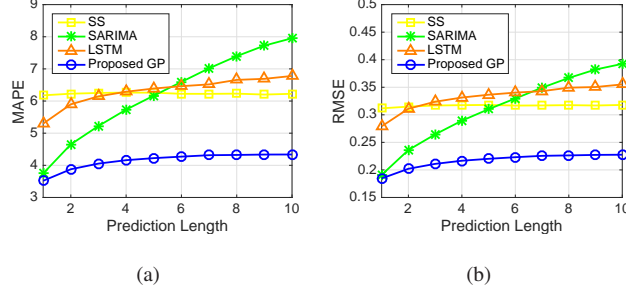 9
8
7
6
5
4
3
MAPE
SS
SARIMA
LSTM
Proposed GP
2 4 6 8 10
Prediction Length
(a)
0.5
0.45
0.4
0.35
0.3
0.25
0.2
0.15
RMSE
SS
SARIMA
LSTM
Proposed GP
2 4 6 8 10
Prediction Length
(b)